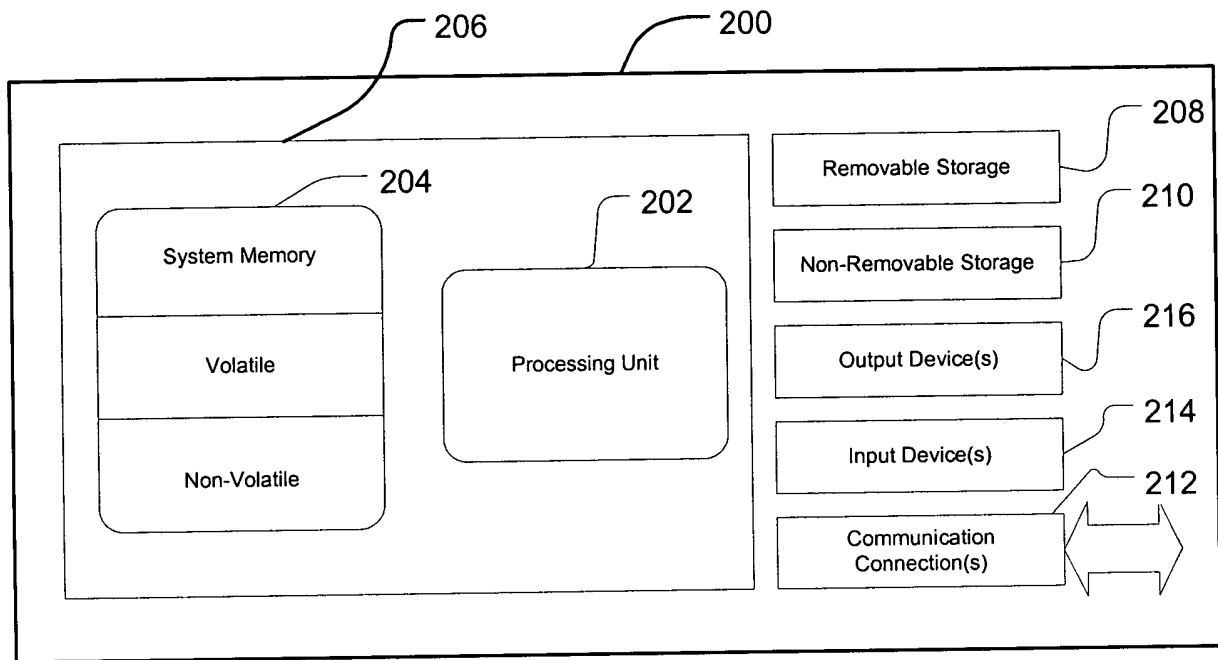 206
200
208
Removable Storage
204
210
202
System Memory
Non-Removable Storage
216
Volatile
Processing Unit
Output Device(s)
214
Input Device(s)
Non-Volatile
212
Communication
Connection(s)